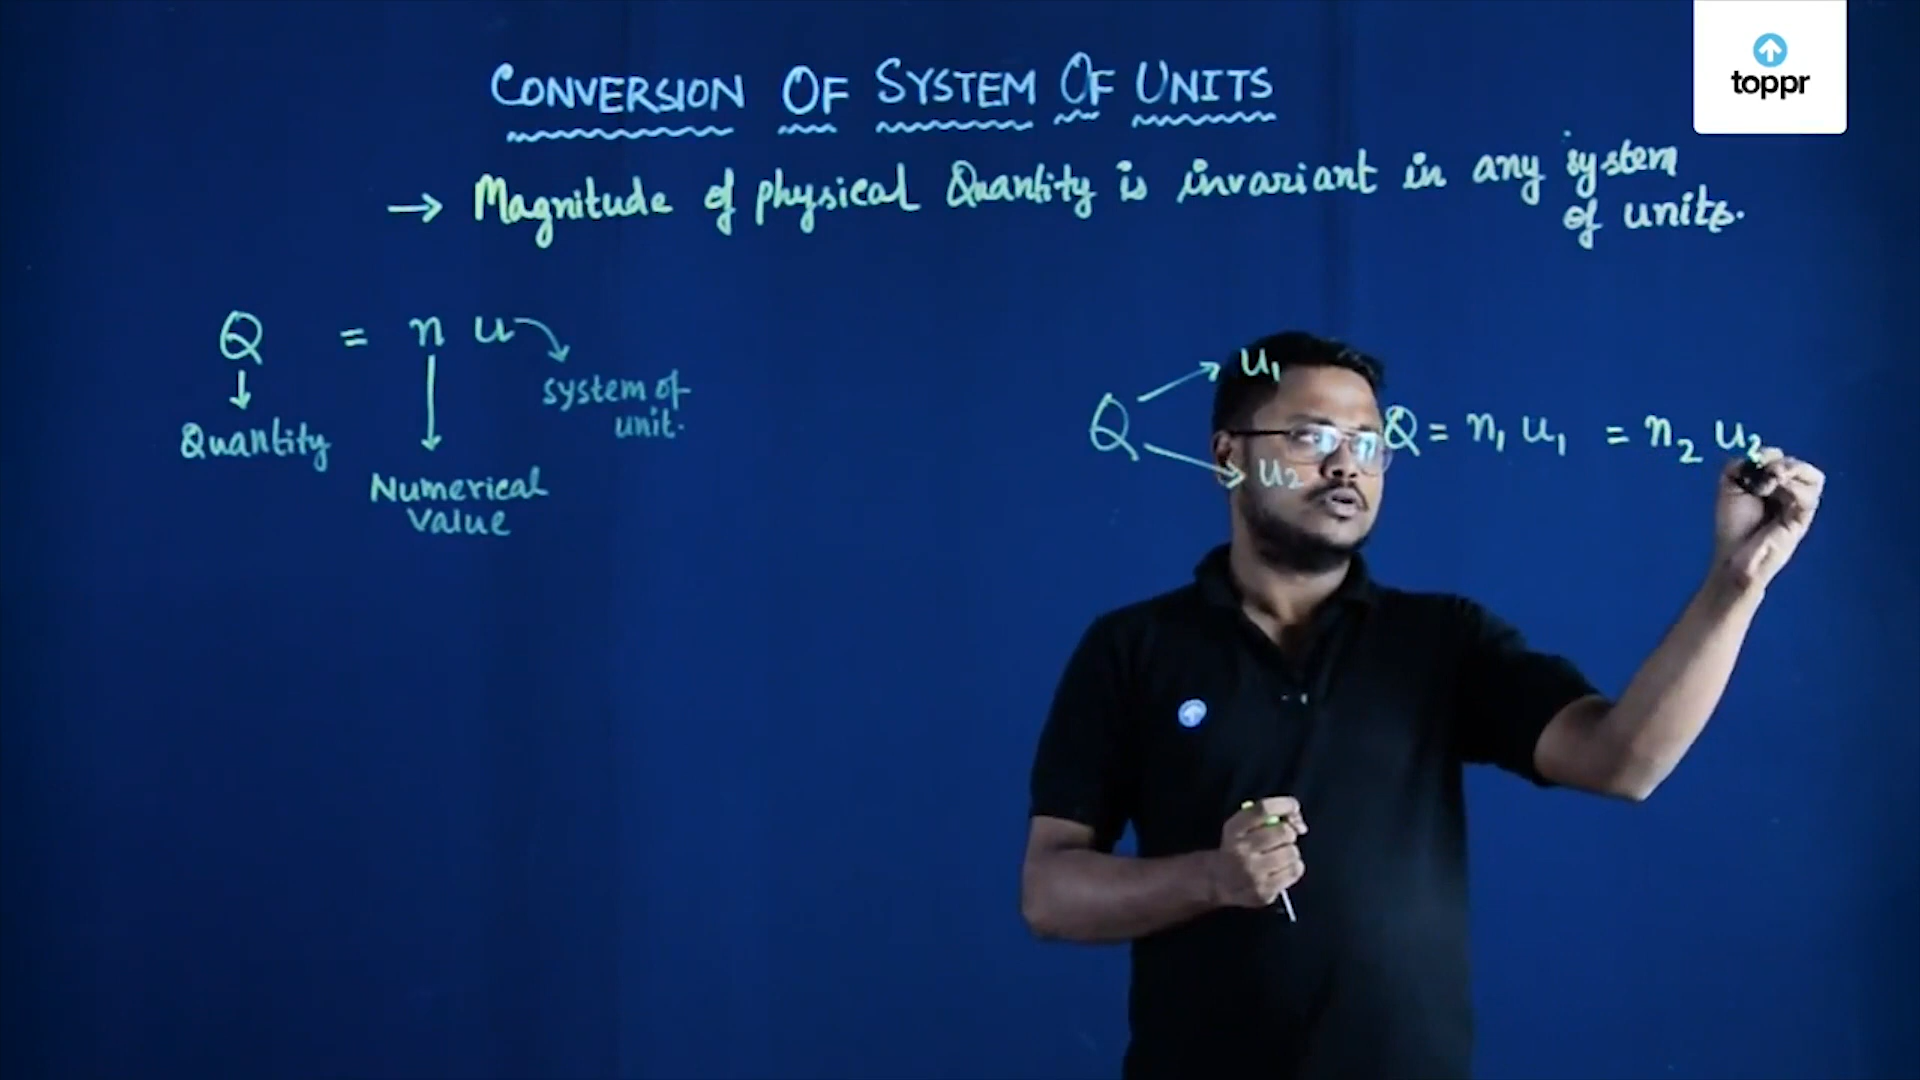 toppr
CONVERSION OF SYSTEM OF UNITS
→ Magnitude of physical Quantity is invariant in any system
of units.
Q = n u
system of
unit.
Quantity
Numerical
Value
Q
u₁
u₂
Q = n₁ u₁ = n₂ u₂